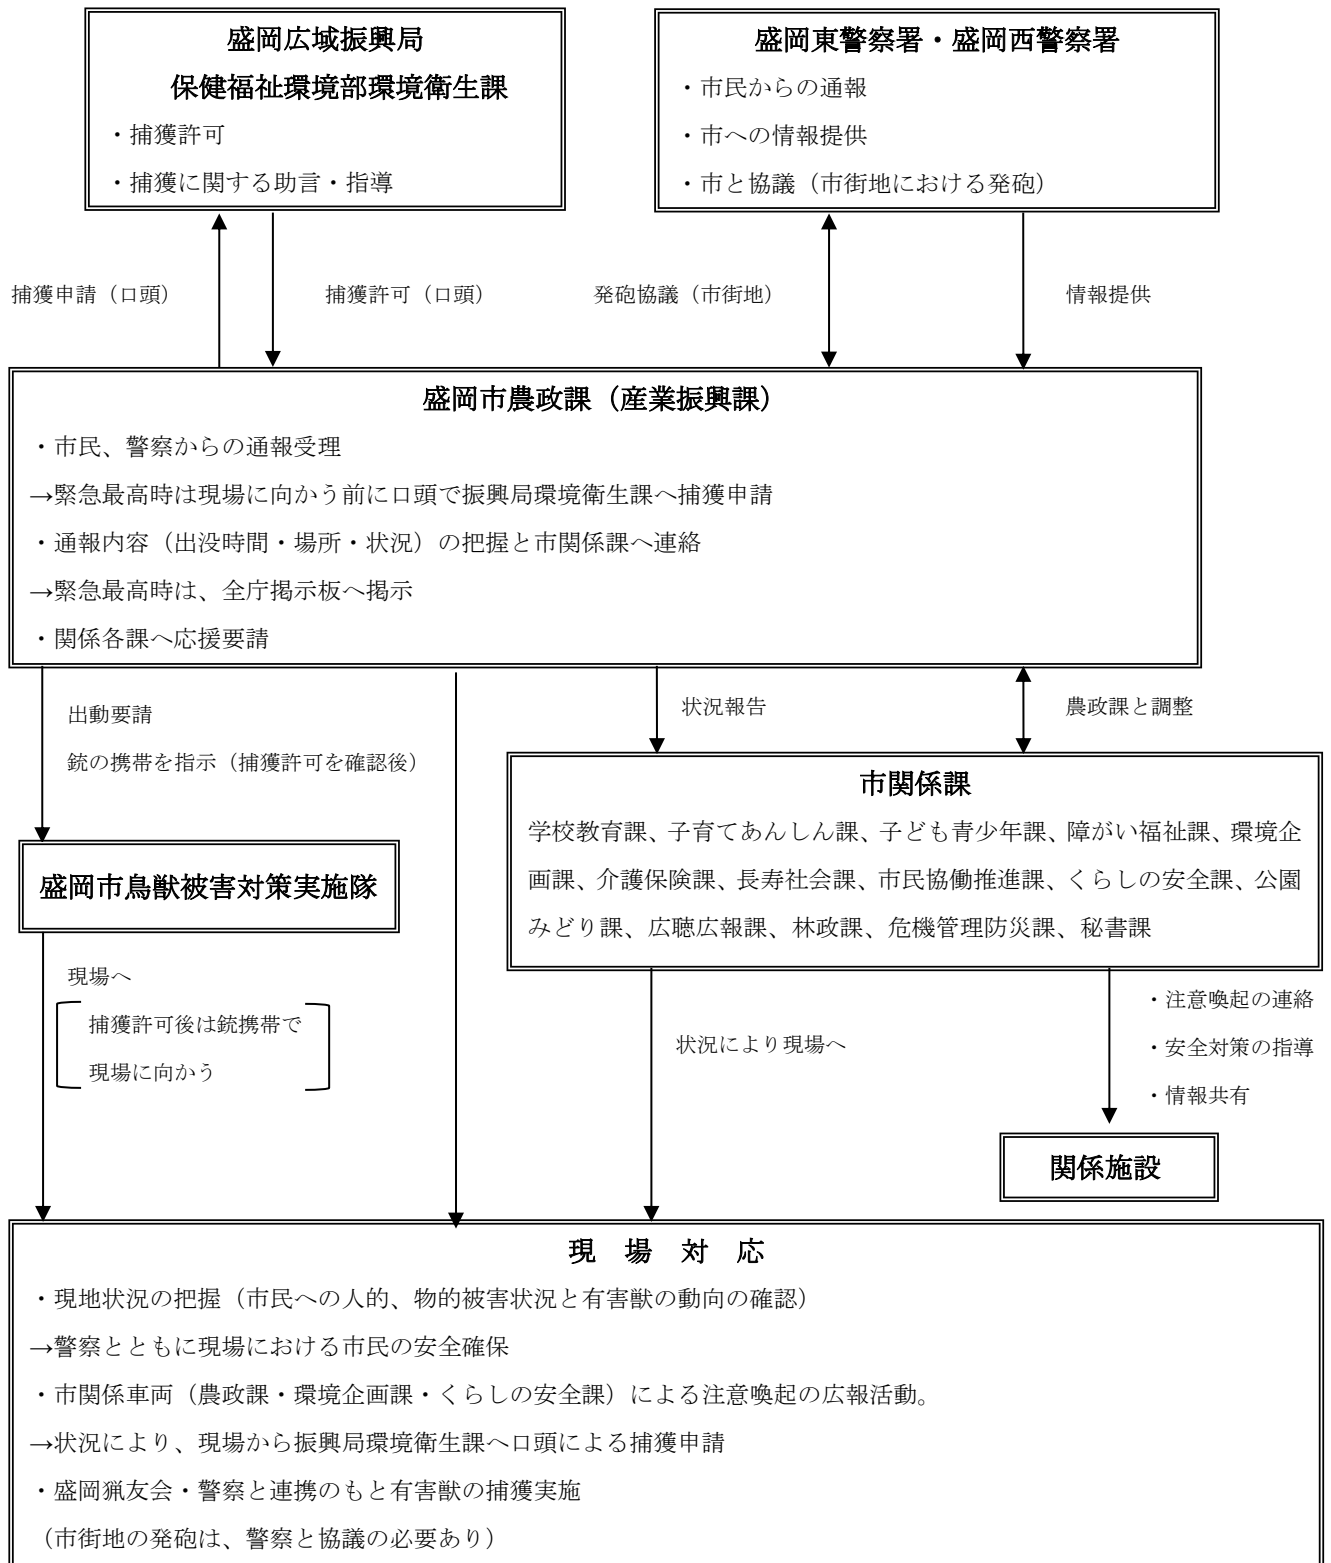 盛岡広域振興局
保健福祉環境部環境衛生課
・捕獲許可
・捕獲に関する助言・指導
盛岡東警察署・盛岡西警察署
・市民からの通報
・市への情報提供
・市と協議（市街地における発砲）
捕獲申請（口頭）
捕獲許可（口頭）
発砲協議（市街地）
情報提供
盛岡市農政課（産業振興課）
・市民、警察からの通報受理
→緊急最高時は現場に向かう前に口頭で振興局環境衛生課へ捕獲申請
・通報内容（出没時間・場所・状況）の把握と市関係課へ連絡
→緊急最高時は、全庁掲示板へ掲示
・関係各課へ応援要請
出動要請
銃の携帯を指示（捕獲許可を確認後）
状況報告
農政課と調整
盛岡市鳥獣被害対策実施隊
市関係課
学校教育課、子育てあんしん課、子ども青少年課、障がい福祉課、環境企
画課、介護保険課、長寿社会課、市民協働推進課、くらしの安全課、公園
みどり課、広聴広報課、林政課、危機管理防災課、秘書課
現場へ
捕獲許可後は銃携帯で
現場に向かう
状況により現場へ
・注意喚起の連絡
・安全対策の指導
・情報共有
関係施設
現　場　対　応
・現地状況の把握（市民への人的、物的被害状況と有害獣の動向の確認）
→警察とともに現場における市民の安全確保
・市関係車両（農政課・環境企画課・くらしの安全課）による注意喚起の広報活動。
→状況により、現場から振興局環境衛生課へ口頭による捕獲申請
・盛岡猟友会・警察と連携のもと有害獣の捕獲実施
（市街地の発砲は、警察と協議の必要あり）